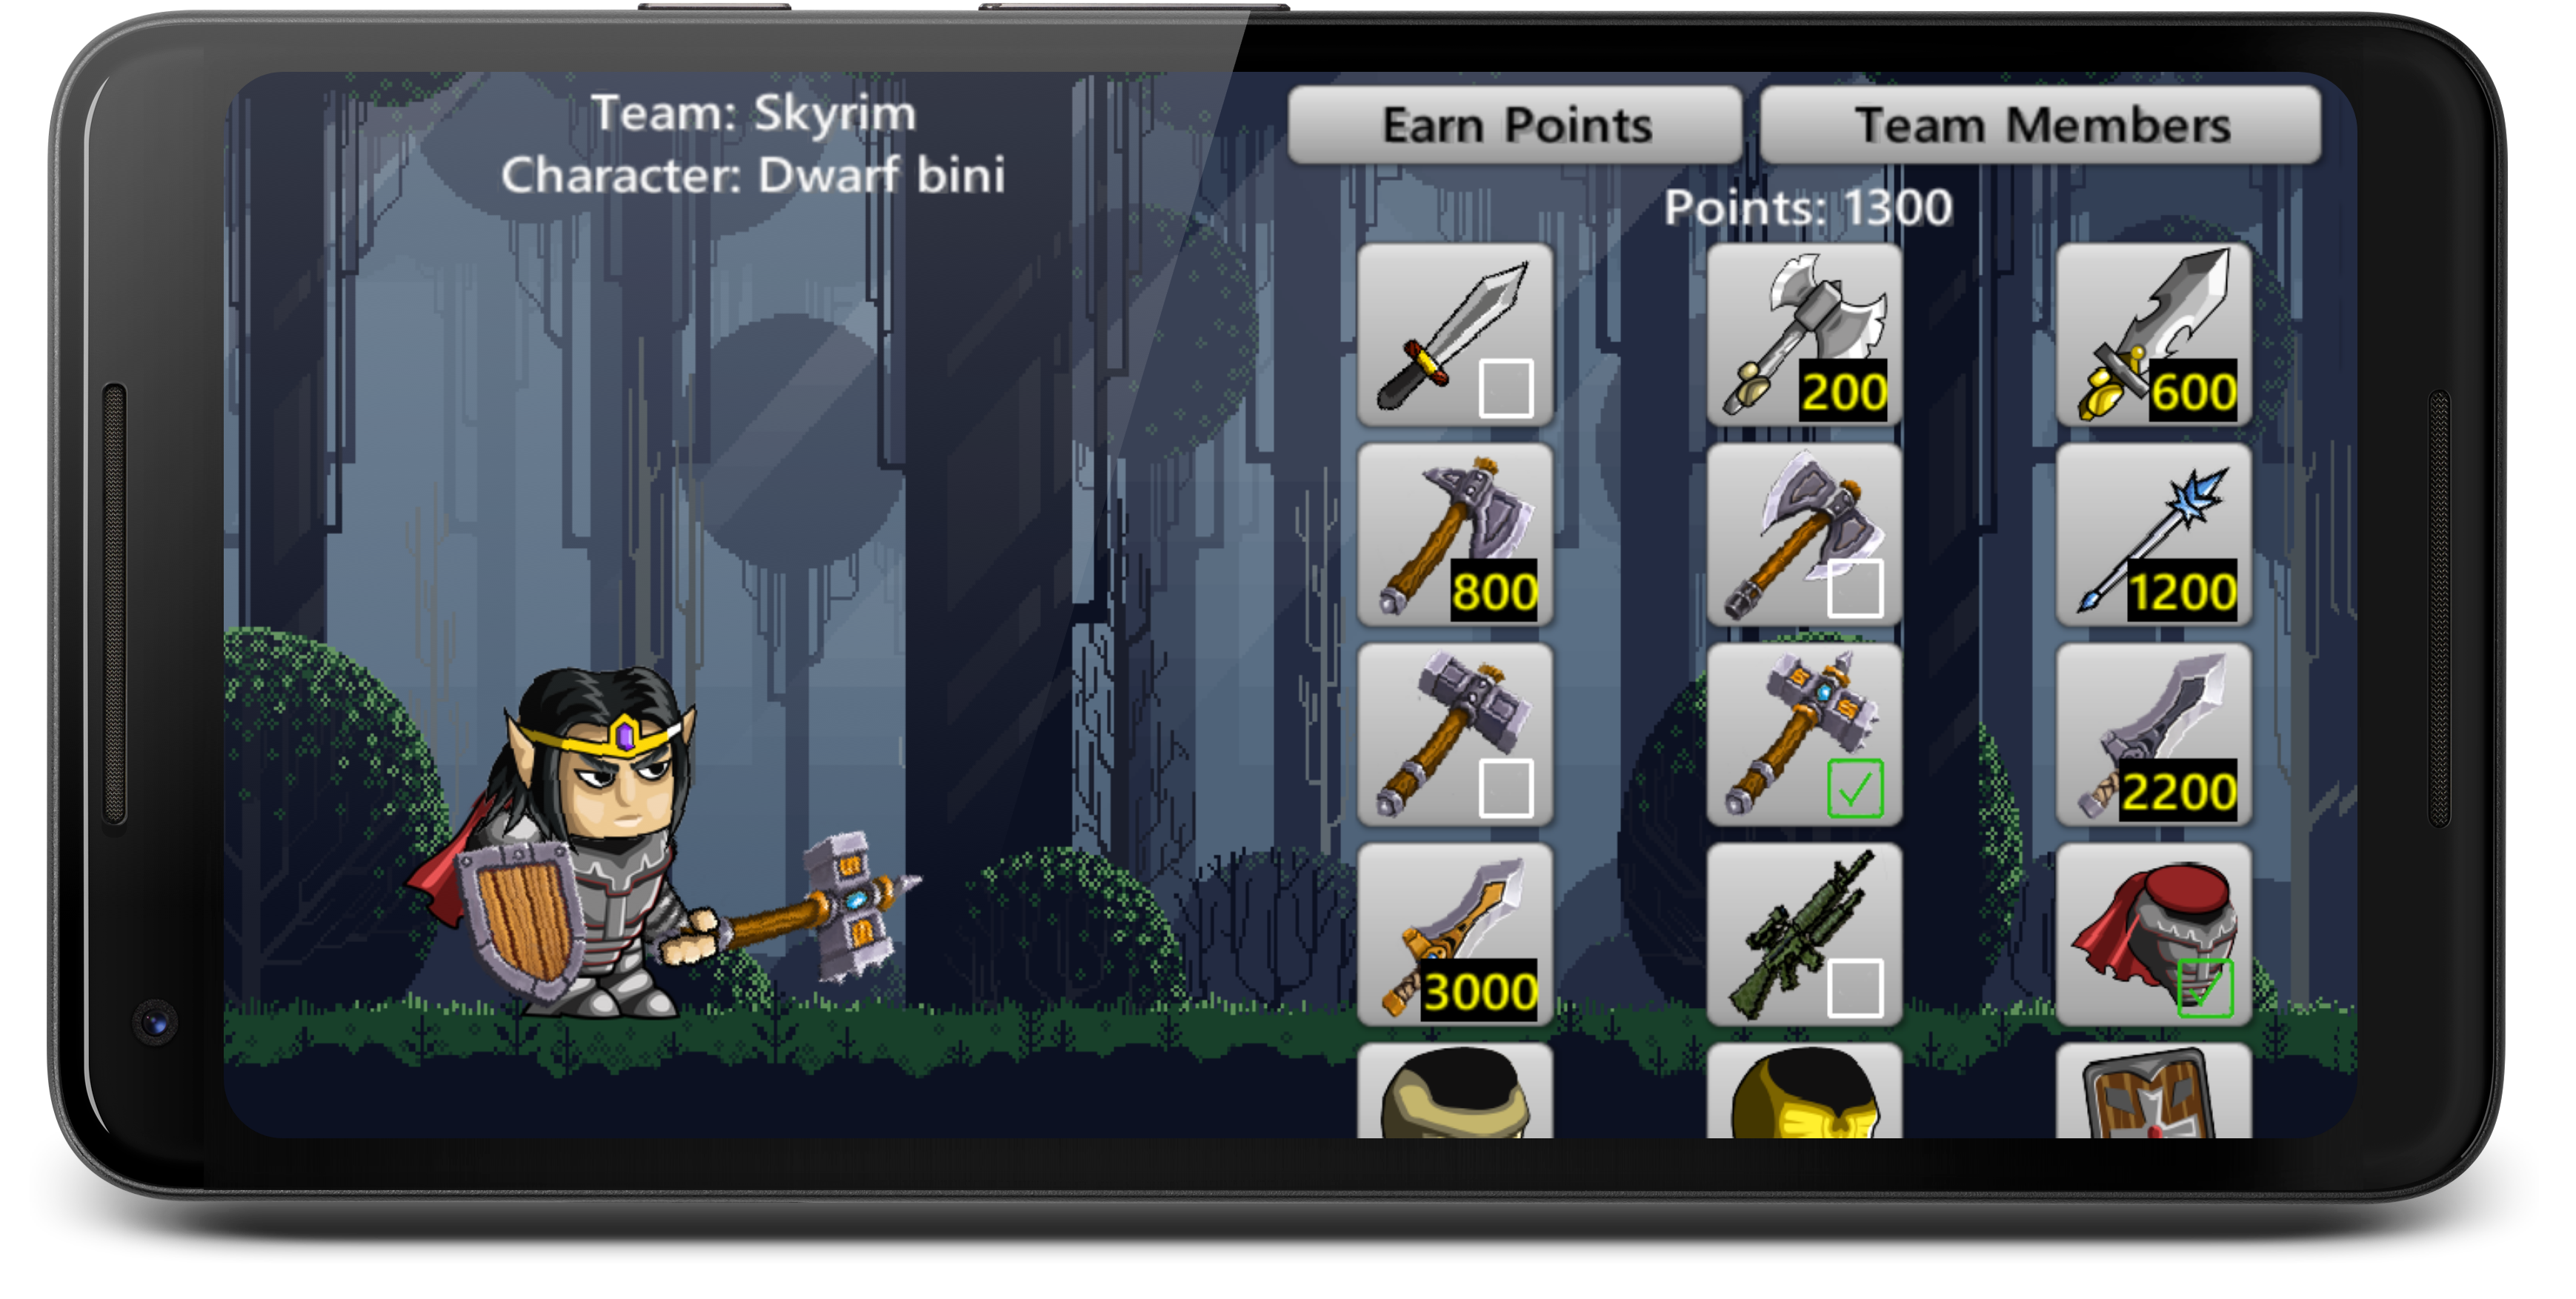 Team: Skyrim
Character: Dwarf bini
Earn Points
Team Members
Points: 1300
200
600
800
1200
2200
3000